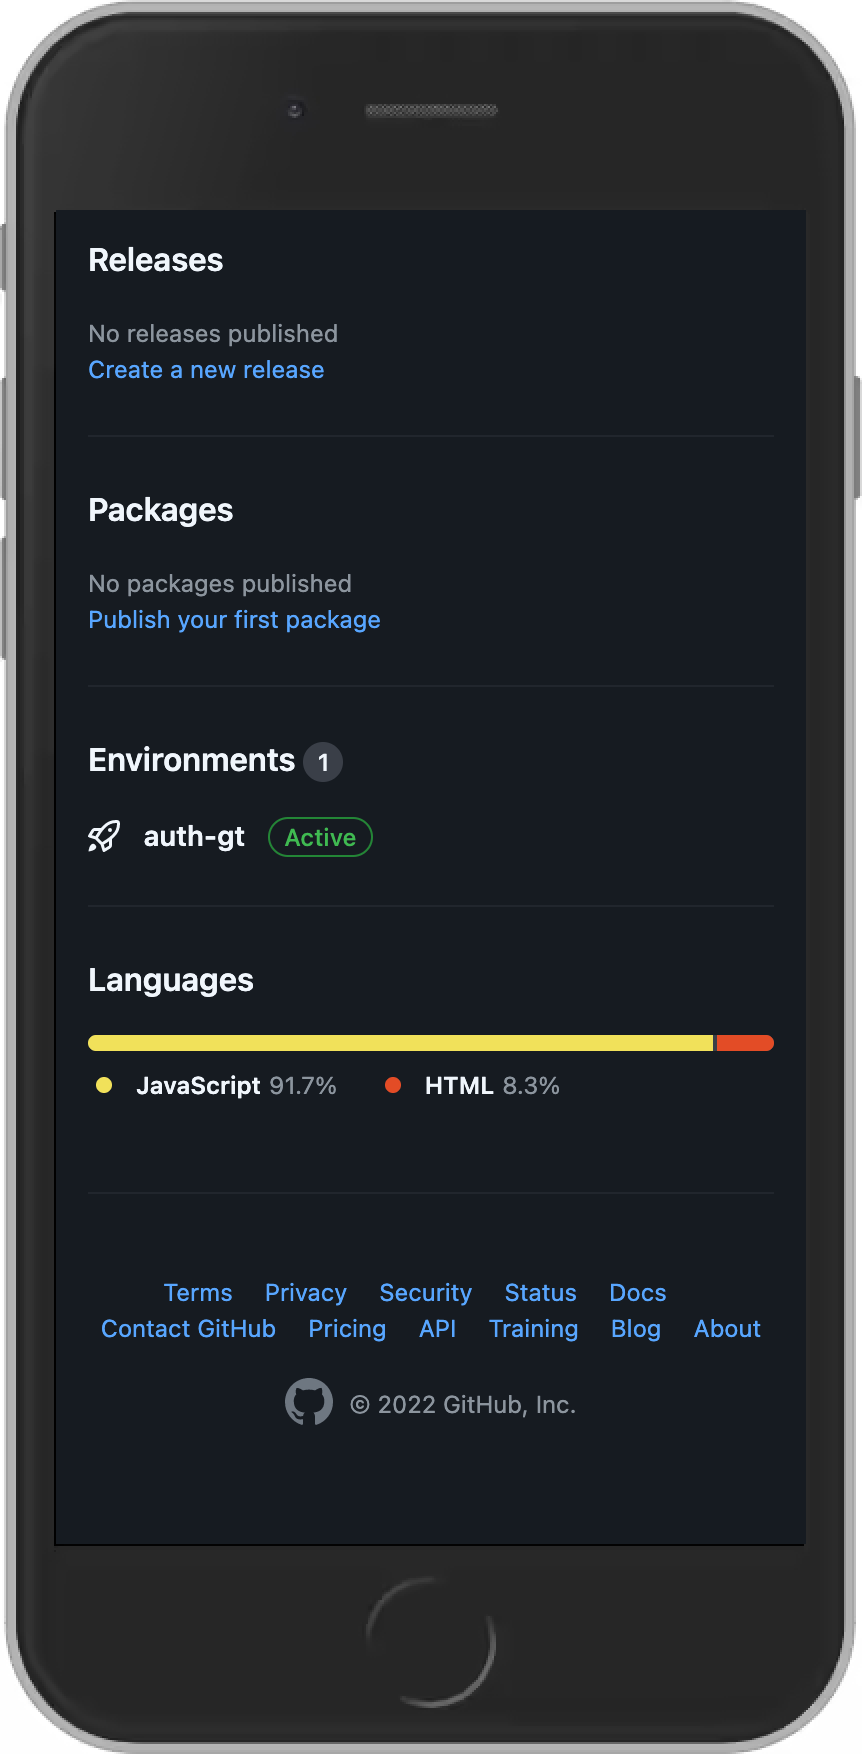 Releases
No releases published
Create a new release
Packages
No packages published
Publish your first package
Environments 1
auth-gt Active
Languages
JavaScript 91.7% HTML 8.3%
Terms Privacy Security Status Docs
Contact GitHub Pricing API Training Blog About
© 2022 GitHub, Inc.